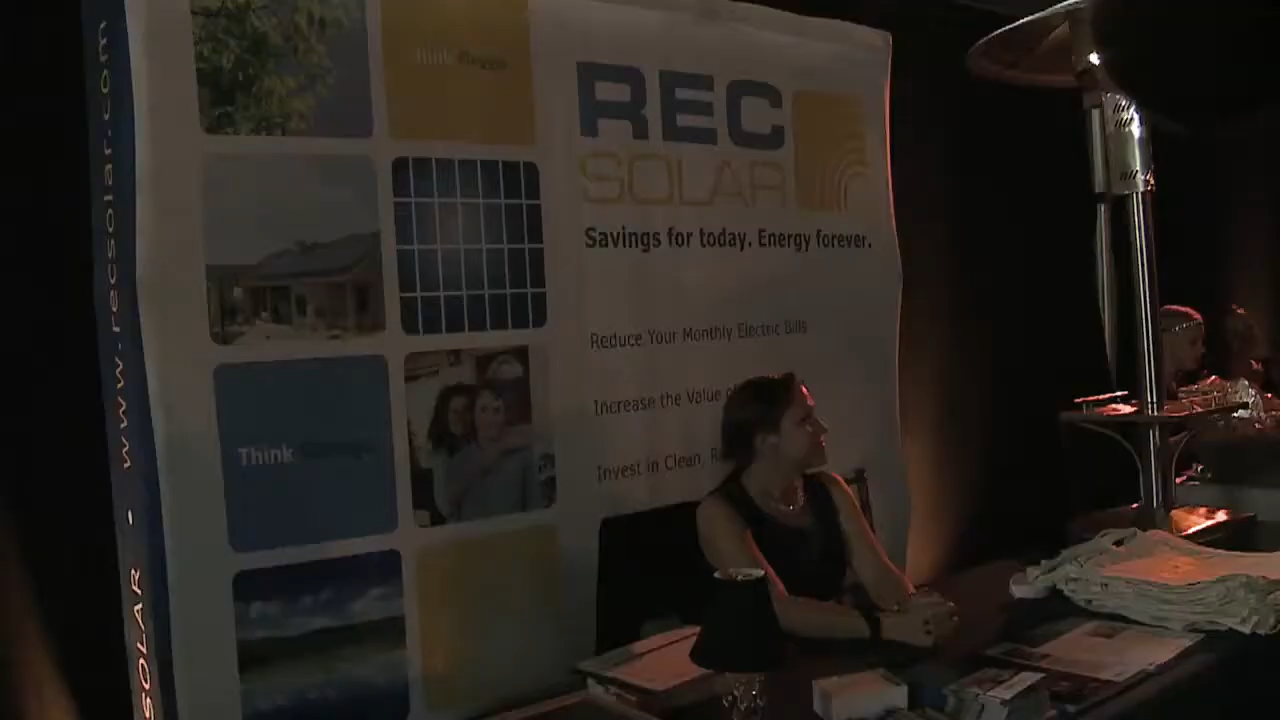 www.recsolar.com
SOLAR
Think
REC
SOLAR
Savings for today. Energy forever.
Reduce Your Monthly Electric Bills
Increase the Value
Invest in Clean,
Think